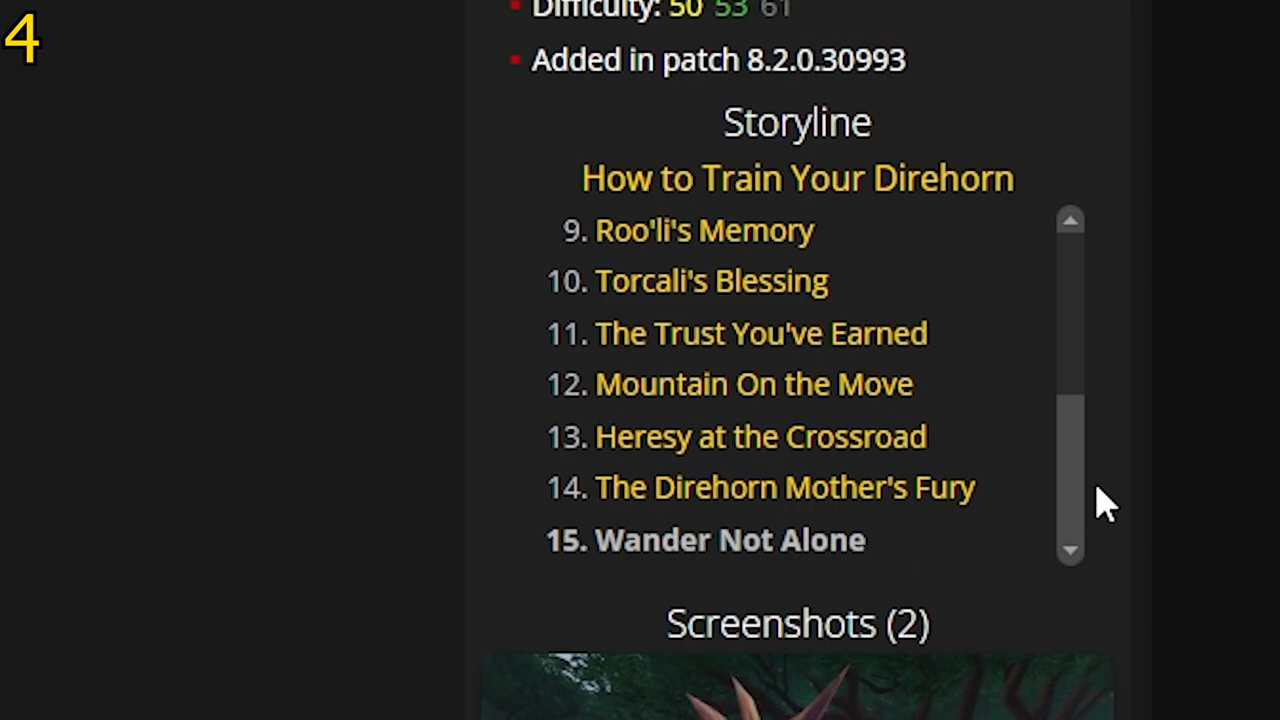 4
Difficulty: 50 53 61
Added in patch 8.2.0.30993
Storyline
How to Train Your Direhorn
9. Roo'li's Memory
10. Torcali's Blessing
11. The Trust You've Earned
12. Mountain On the Move
13. Heresy at the Crossroad
14. The Direhorn Mother's Fury
15. Wander Not Alone
Screenshots (2)